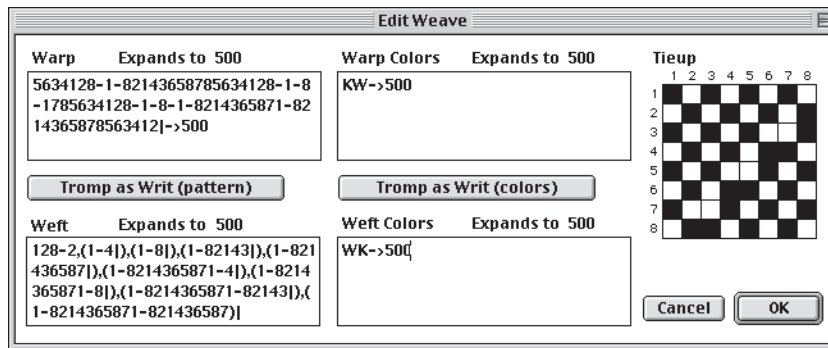 Edit Weave
Warp Expands to 500
5634128-1-82143658785634128-1-8
-1785634128-1-8-1-8214365871-82
14365878563412|->500
Warp Colors Expands to 500
KW->500
Tieup
1 2 3 4 5 6 7 8
1
2
3
4
5
6
7
8
Tromp as Writ (pattern)
Tromp as Writ (colors)
Weft Expands to 500
128-2,(1-4|),(1-8|),(1-82143|),(1-821
436587|),(1-8214365871-4|),(1-8214
365871-8|),(1-8214365871-82143|),(
1-8214365871-821436587)|
Weft Colors Expands to 500
WK->500
Cancel
OK